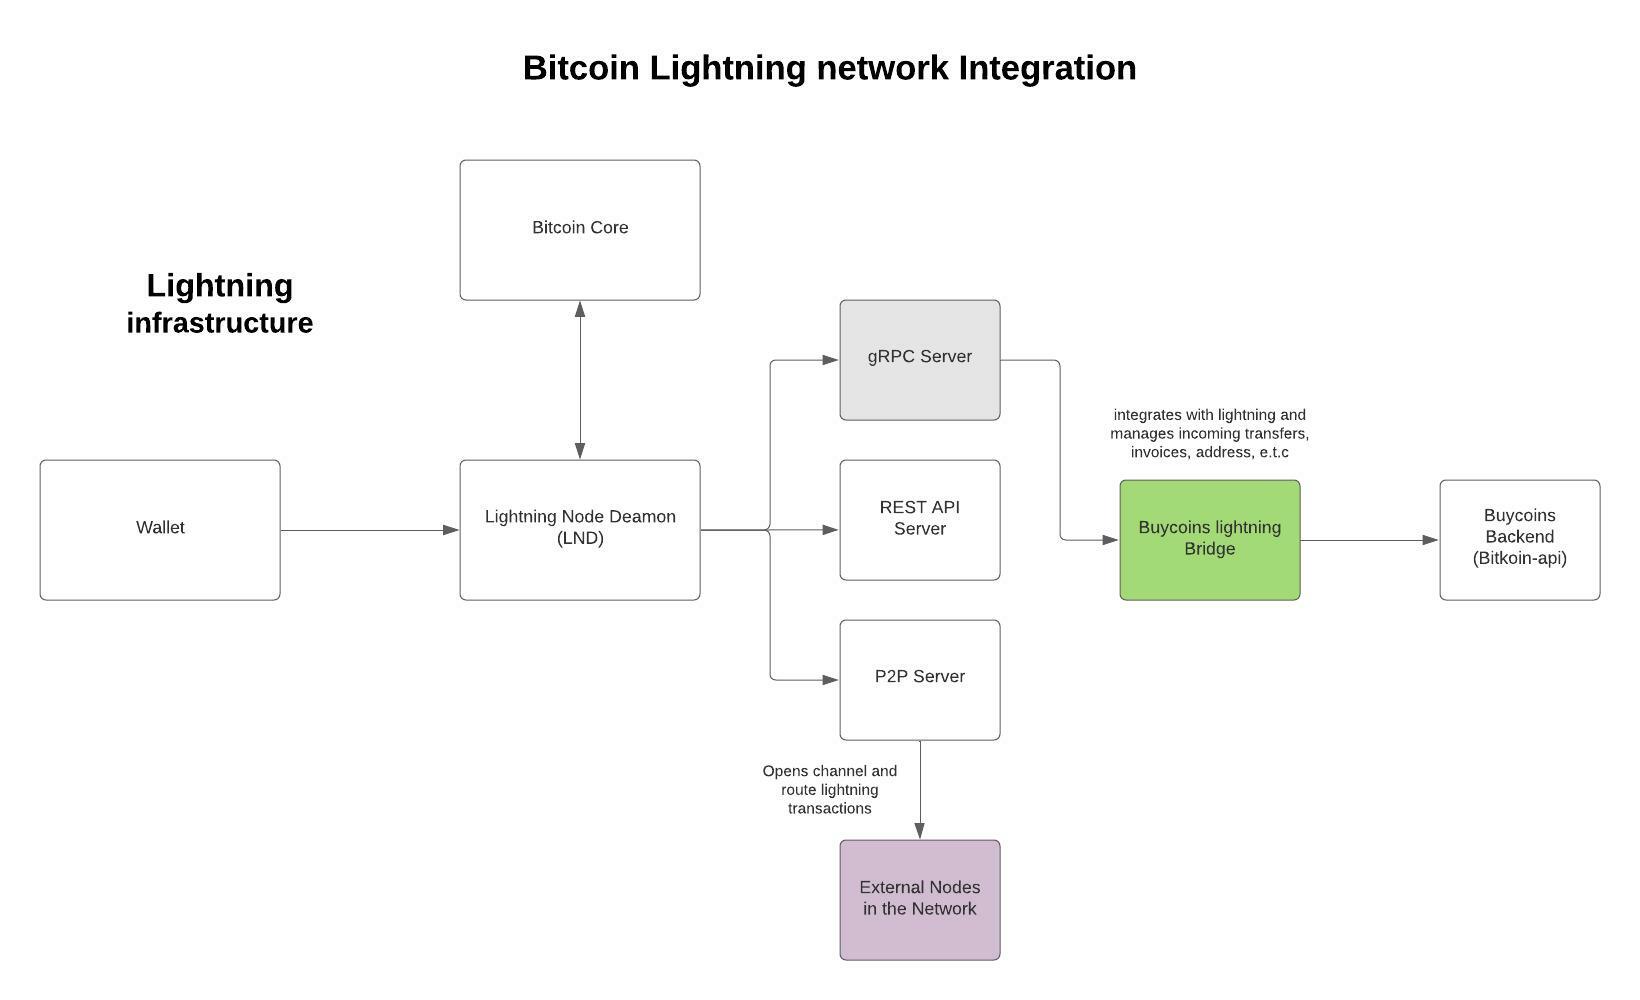 Bitcoin Lightning network Integration
Bitcoin Core
Lightning
infrastructure
gRPC Server
integrates with lightning and
manages incoming transfers,
invoices, address, e.t.c
Wallet
Lightning Node Deamon
(LND)
REST API
Server
Buycoins lightning
Bridge
Buycoins
Backend
(Bitkoin-api)
P2P Server
Opens channel and
route lightning
transactions
External Nodes
in the Network